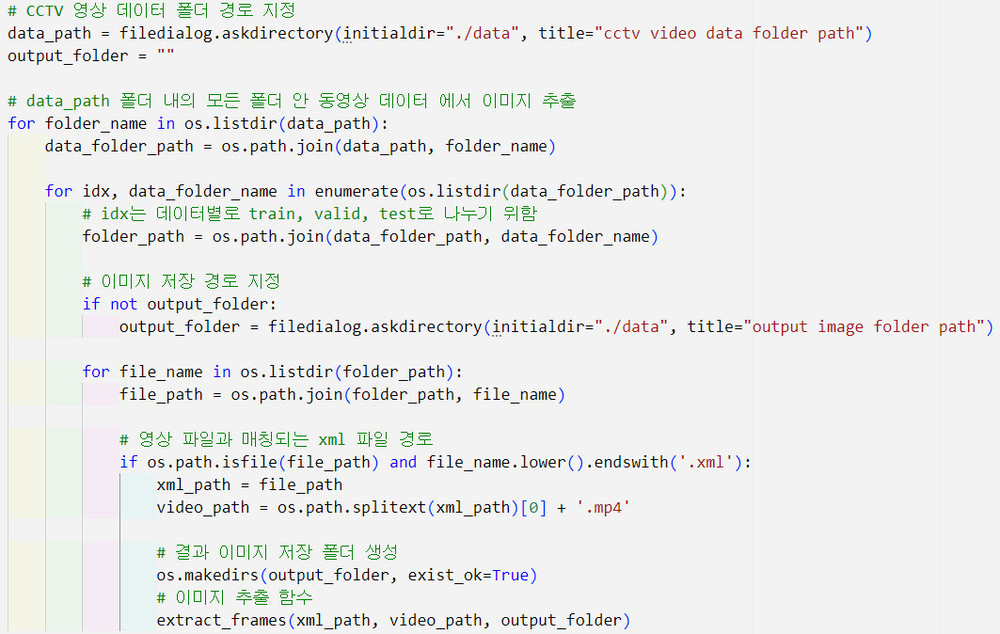 # CCTV 영상 데이터 폴더 경로 지정
data_path = filedialog.askdirectory(initialdir="./data", title="cctv video data folder path")
output_folder = ""

# data_path 폴더 내의 모든 폴더 안 동영상 데이터 에서 이미지 추출
for folder_name in os.listdir(data_path):
    data_folder_path = os.path.join(data_path, folder_name)

    for idx, data_folder_name in enumerate(os.listdir(data_folder_path)):
        # idx는 데이터별로 train, valid, test로 나누기 위함
        folder_path = os.path.join(data_folder_path, data_folder_name)

        # 이미지 저장 경로 지정
        if not output_folder:
            output_folder = filedialog.askdirectory(initialdir="./data", title="output image folder path")

        for file_name in os.listdir(folder_path):
            file_path = os.path.join(folder_path, file_name)

            # 영상 파일과 매칭되는 xml 파일 경로
            if os.path.isfile(file_path) and file_name.lower().endswith('.xml'):
                xml_path = file_path
                video_path = os.path.splitext(xml_path)[0] + '.mp4'

                # 결과 이미지 저장 폴더 생성
                os.makedirs(output_folder, exist_ok=True)
                # 이미지 추출 함수
                extract_frames(xml_path, video_path, output_folder)